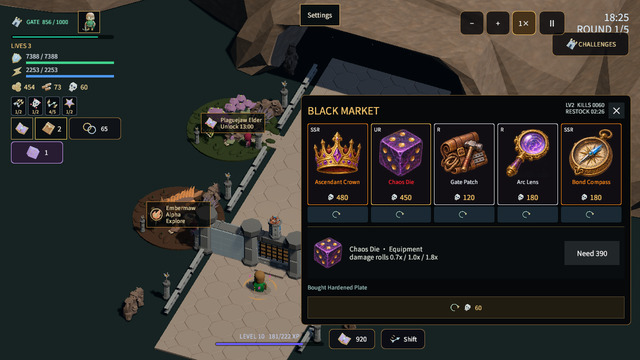 GATE 856 / 1000
Settings
1×
18:25
ROUND 1/5
CHALLENGES
LIVES 3
7388 / 7388
2253 / 2253
454
73
60
1/2
1/2
4/5
1/2
2
65
1
Plaguejaw Elder
Unlock 13:00
Embermaw
Alpha
Explore
BLACK MARKET
LV2 KILLS 0060
RESTOCK 02:26
SSR
Ascendant Crown
480
UR
Chaos Die
450
R
Gate Patch
120
R
Arc Lens
180
SSR
Bond Compass
180
Chaos Die • Equipment
damage rolls 0.7x / 1.0x / 1.8x
Need 390
Bought Hardened Plate
60
LEVEL 10 181/222 XP
920
Shift